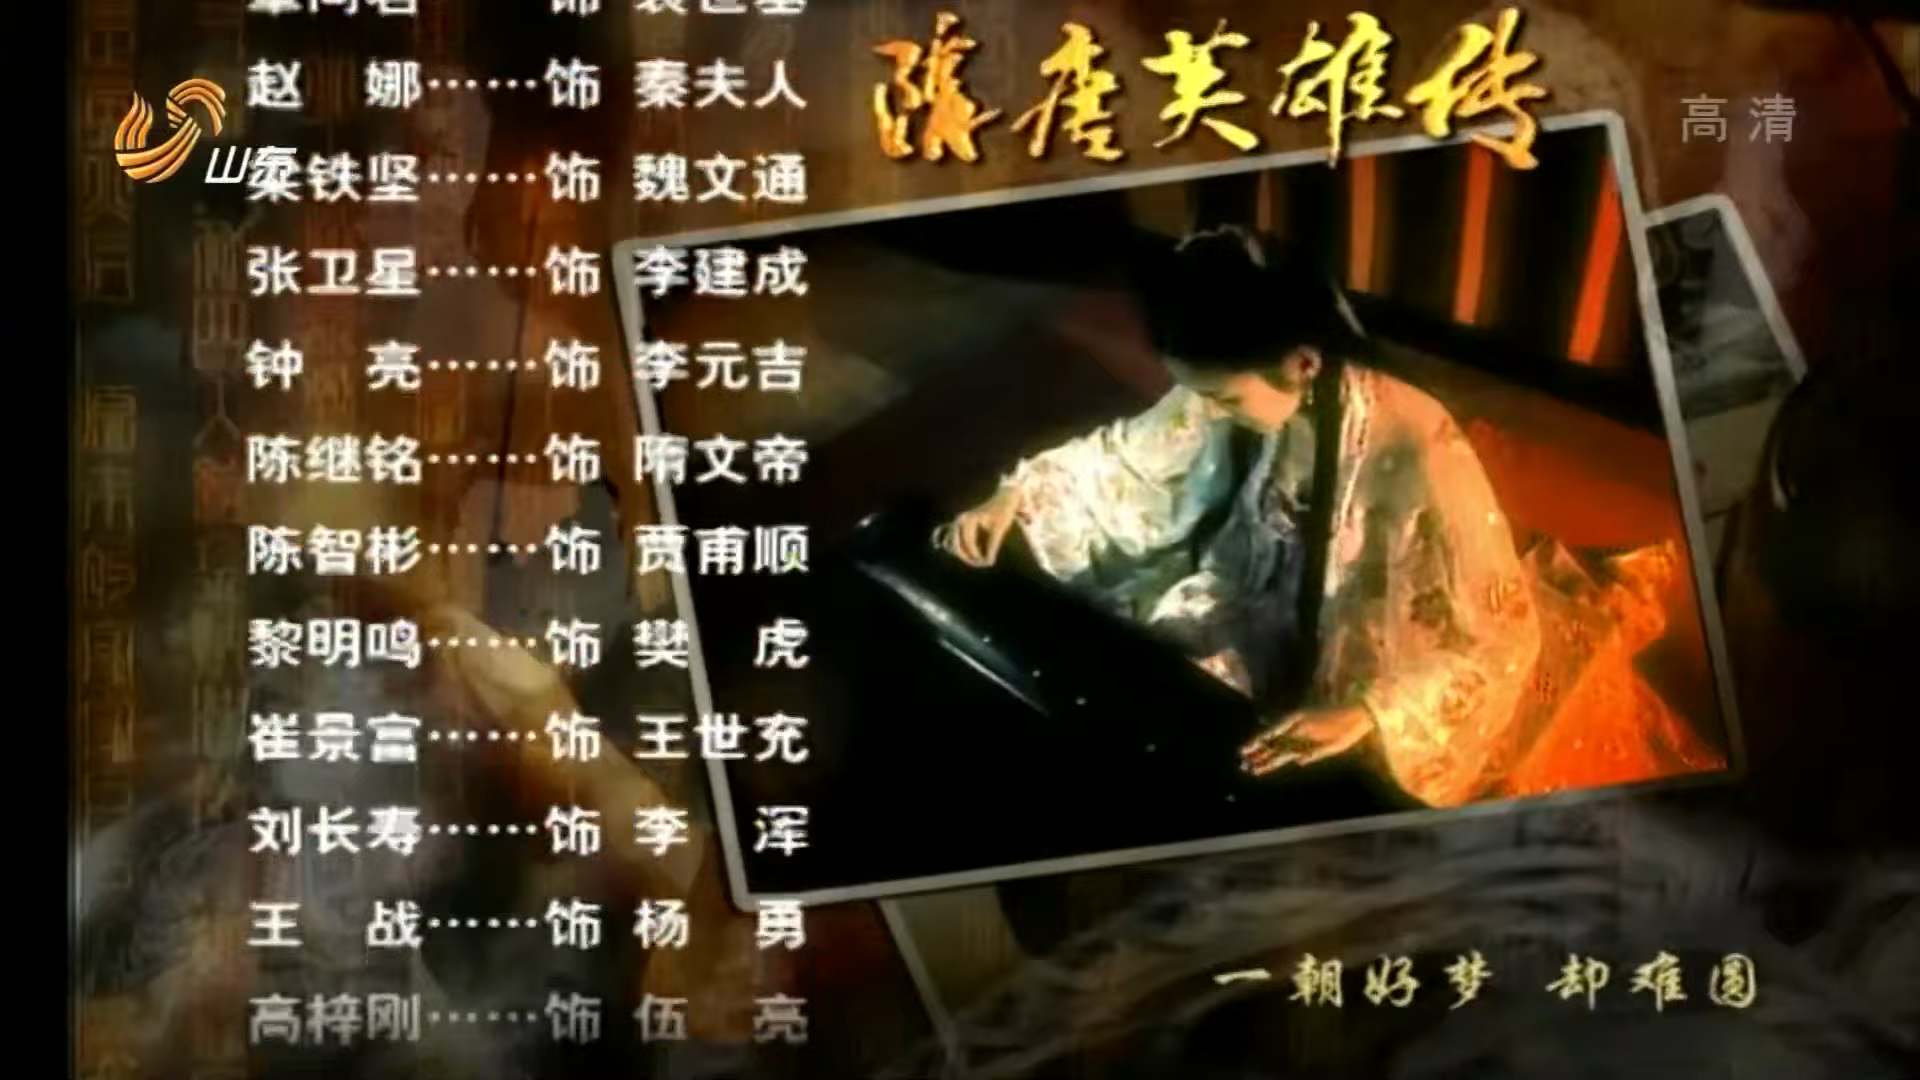 赵 娜……饰 秦夫人
梁铁坚……饰 魏文通
张卫星……饰 李建成
钟 亮……饰 李元吉
陈继铭……饰 隋文帝
陈智彬……饰 贾甫顺
黎明鸣……饰 樊 虎
崔景富……饰 王世充
刘长寿……饰 李 浑
王 战……饰 杨 勇
高梓刚……饰 伍 亮
隋唐英雄传
高清
山东
一朝好梦 却难圆